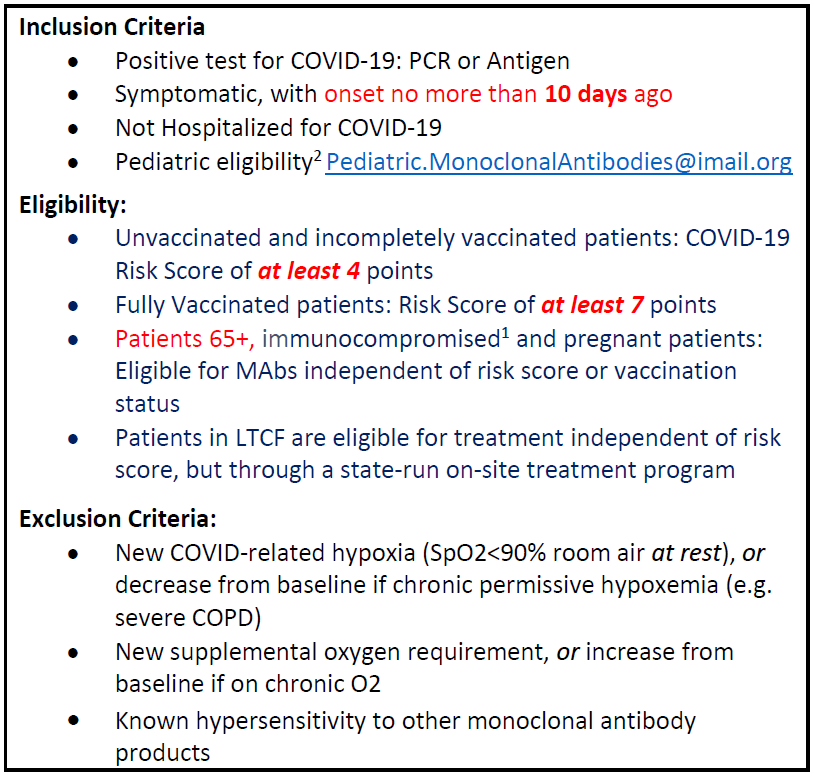 Inclusion Criteria
• Positive test for COVID-19: PCR or Antigen
• Symptomatic, with onset no more than 10 days ago
• Not Hospitalized for COVID-19
• Pediatric eligibility² Pediatric.MonoclonalAntibodies@imail.org
Eligibility:
• Unvaccinated and incompletely vaccinated patients: COVID-19
Risk Score of at least 4 points
• Fully Vaccinated patients: Risk Score of at least 7 points
• Patients 65+, immunocompromised¹ and pregnant patients:
Eligible for MAbs independent of risk score or vaccination
status
• Patients in LTCF are eligible for treatment independent of risk
score, but through a state-run on-site treatment program
Exclusion Criteria:
• New COVID-related hypoxia (SpO2<90% room air at rest), or
decrease from baseline if chronic permissive hypoxemia (e.g.
severe COPD)
• New supplemental oxygen requirement, or increase from
baseline if on chronic O2
• Known hypersensitivity to other monoclonal antibody
products